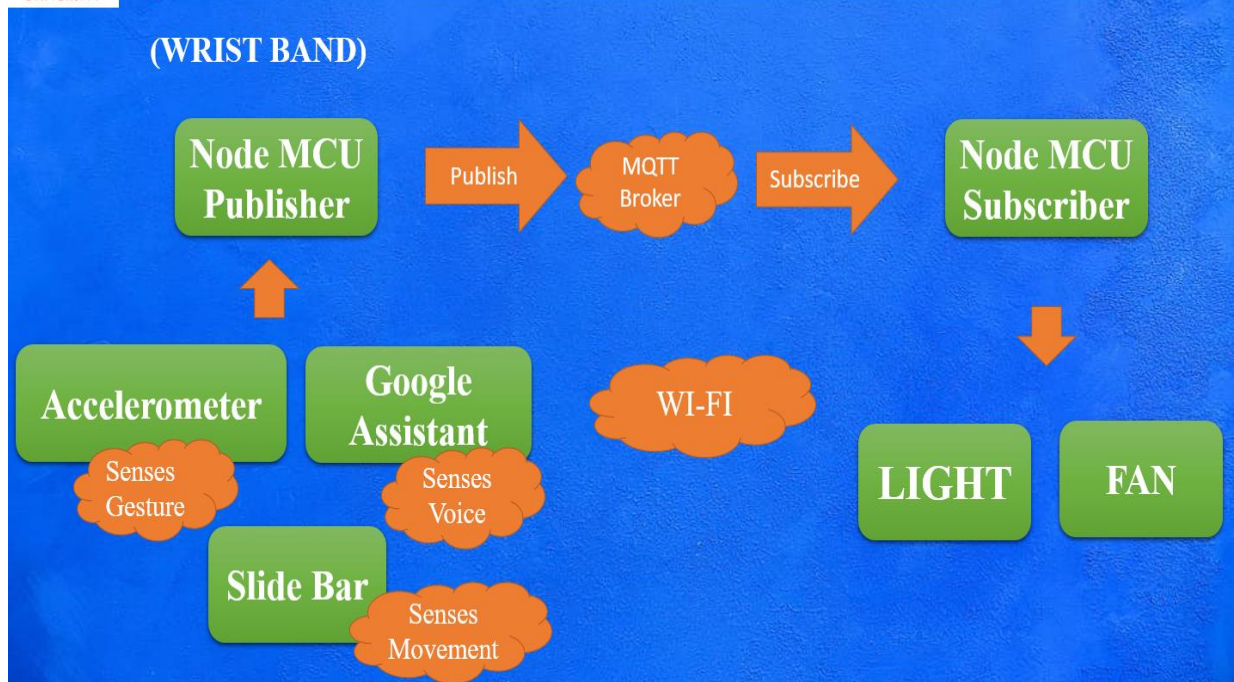 (WRIST BAND)
Node MCU
Publisher
Publish
MQTT
Broker
Subscribe
Node MCU
Subscriber
Accelerometer
Senses
Gesture
Google
Assistant
Senses
Voice
WI-FI
LIGHT
FAN
Slide Bar
Senses
Movement